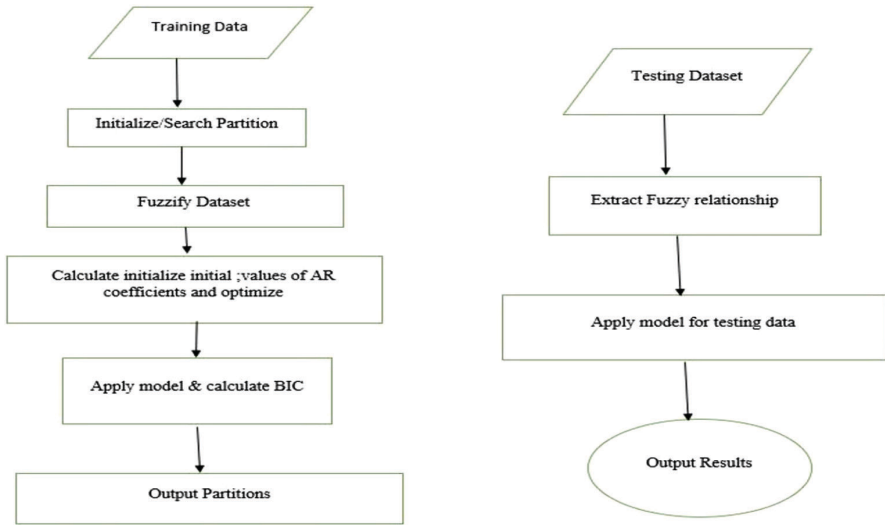 Training Data
Initialize/Search Partition
Fuzzify Dataset
Calculate initialize initial ;values of AR
coefficients and optimize
Apply model & calculate BIC
Output Partitions
Testing Dataset
Extract Fuzzy relationship
Apply model for testing data
Output Results